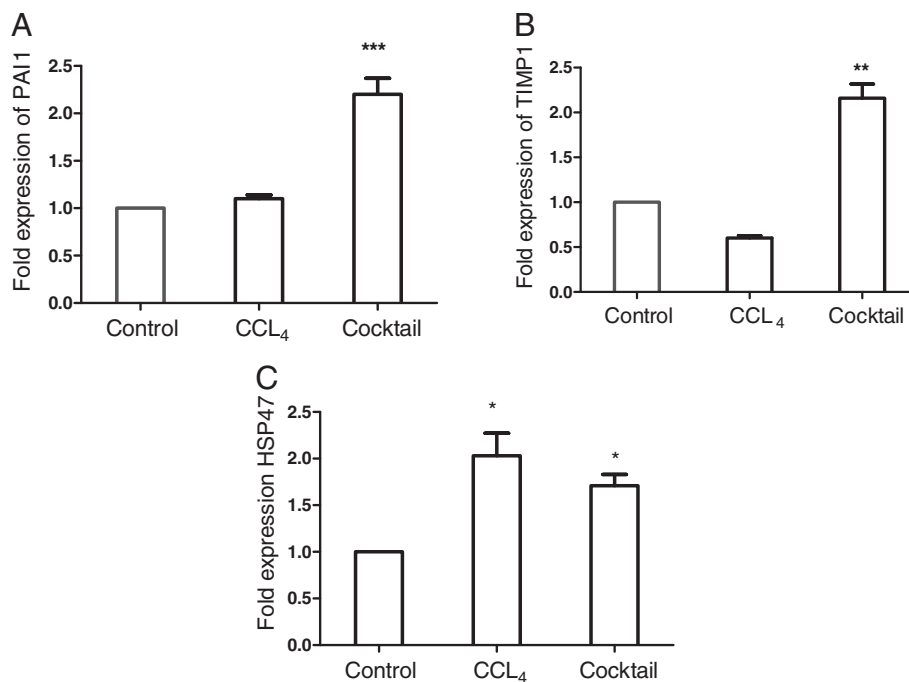 A
Fold expression of PAI1
2.5
2.0
1.5
1.0
0.5
0.0
***
Control CCL₄ Cocktail
B
Fold expression of TIMP1
2.5
2.0
1.5
1.0
0.5
0.0
**
Control CCL₄ Cocktail
C
Fold expression HSP47
2.5
2.0
1.5
1.0
0.5
0.0
*
*
Control CCL₄ Cocktail